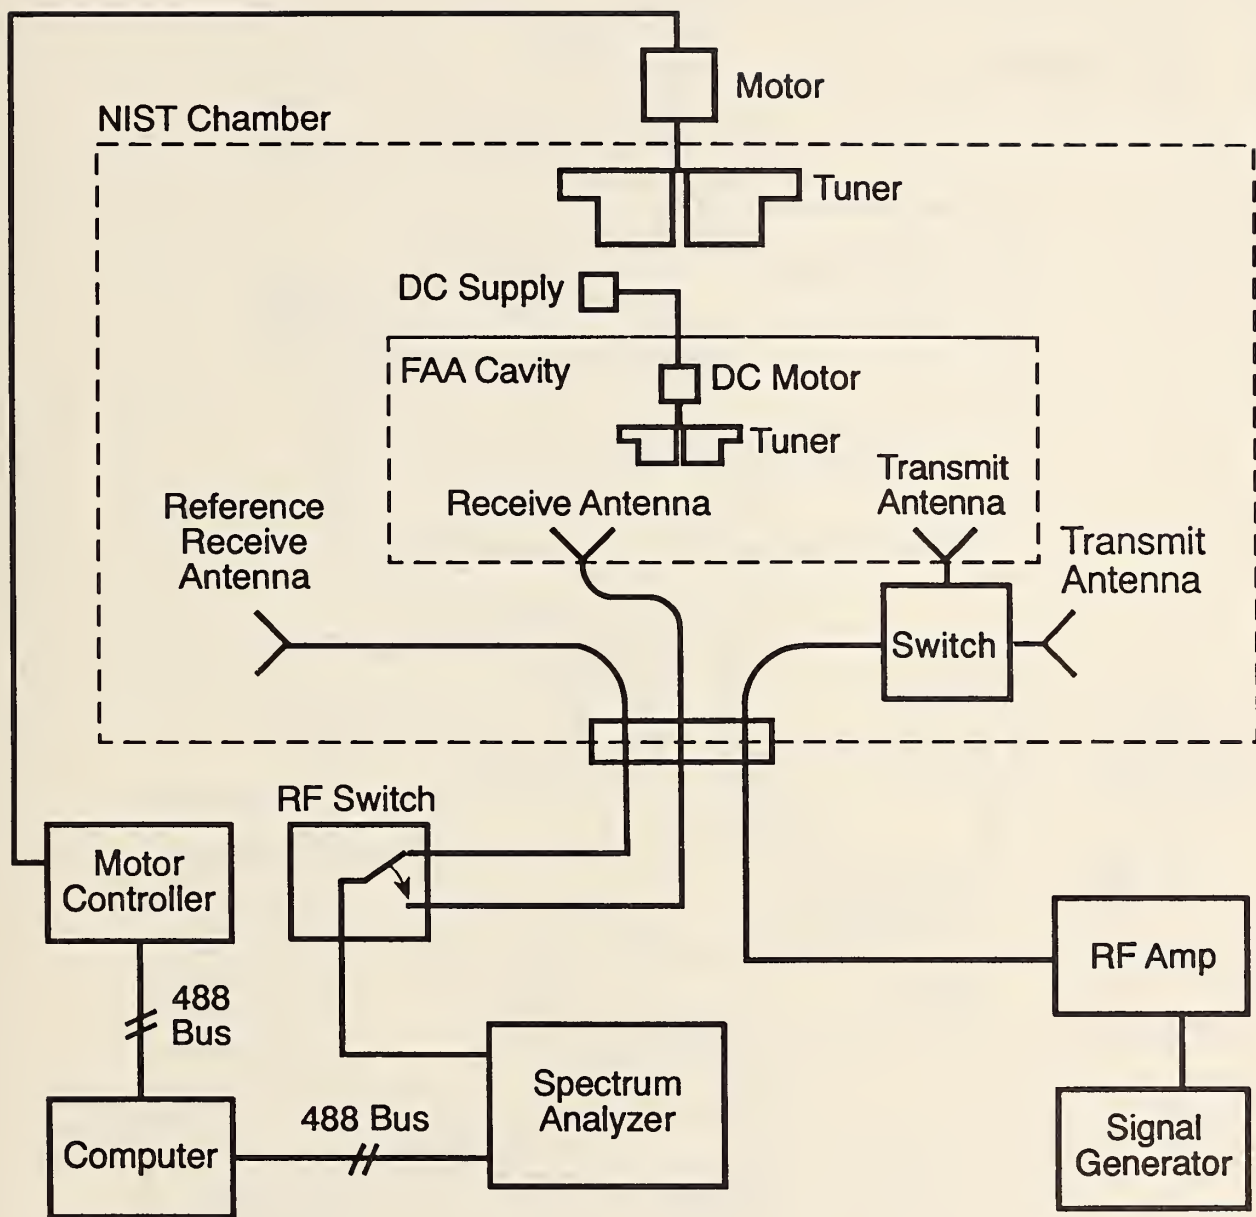 Motor
NIST Chamber
Tuner
DC Supply
FAA Cavity
DC Motor
Tuner
Receive Antenna
Transmit
Antenna
Reference
Receive
Antenna
Transmit
Antenna
Switch
RF Switch
Motor
Controller
RF Amp
488
Bus
Spectrum
Analyzer
488 Bus
Computer
Signal
Generator